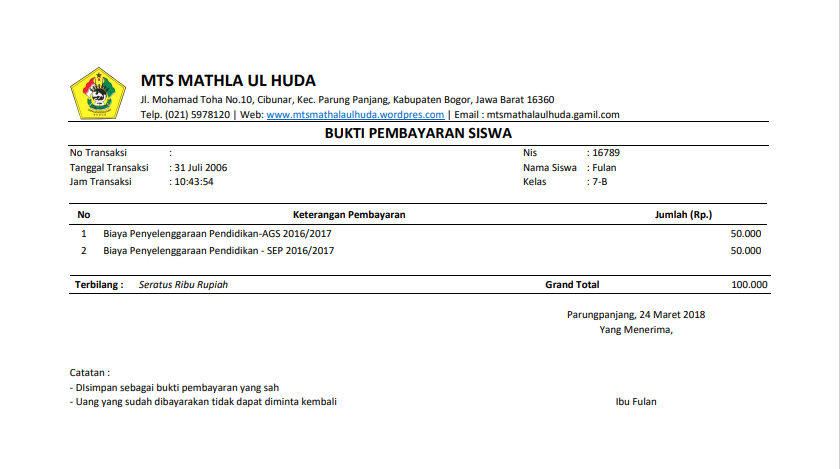 MTS MATHLA UL HUDA
Jl. Mohamad Toha No.10, Cibunar, Kec. Parung Panjang, Kabupaten Bogor, Jawa Barat 16360
Telp. (021) 5978120 | Web: www.mtsmathalaulhuda.wordpres.com | Email : mtsmathalaulhuda.gamil.com
BUKTI PEMBAYARAN SISWA
No Transaksi :
Nis : 16789
Tanggal Transaksi : 31 Juli 2006
Nama Siswa : Fulan
Jam Transaksi : 10:43:54
Kelas : 7-B
No Keterangan Pembayaran Jumlah (Rp.)
1 Biaya Penyelenggaraan Pendidikan-AGS 2016/2017 50.000
2 Biaya Penyelenggaraan Pendidikan - SEP 2016/2017 50.000
Terbilang : Seratus Ribu Rupiah Grand Total 100.000
Parungpanjang, 24 Maret 2018
Yang Menerima,
Catatan :
- DIsimpan sebagai bukti pembayaran yang sah
- Uang yang sudah dibayarakan tidak dapat diminta kembali
Ibu Fulan